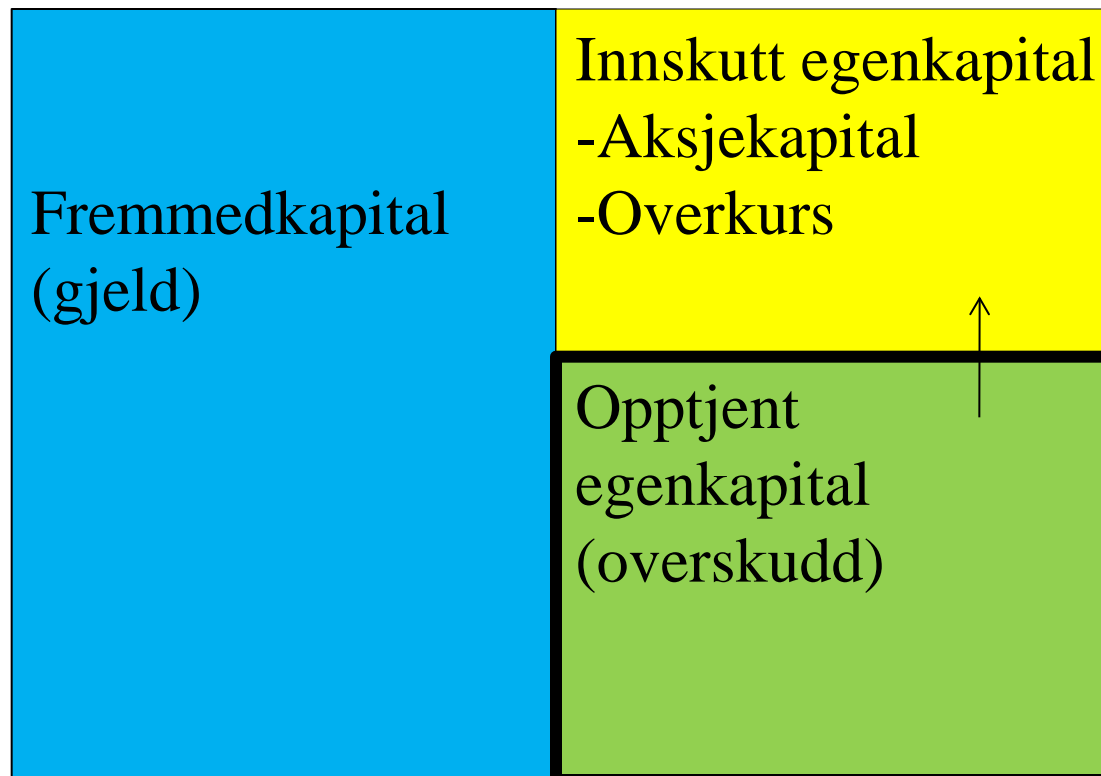 Fremmedkapital
(gjeld)
Innskutt egenkapital
-Aksjekapital
-Overkurs
Opptjent
egenkapital
(overskudd)